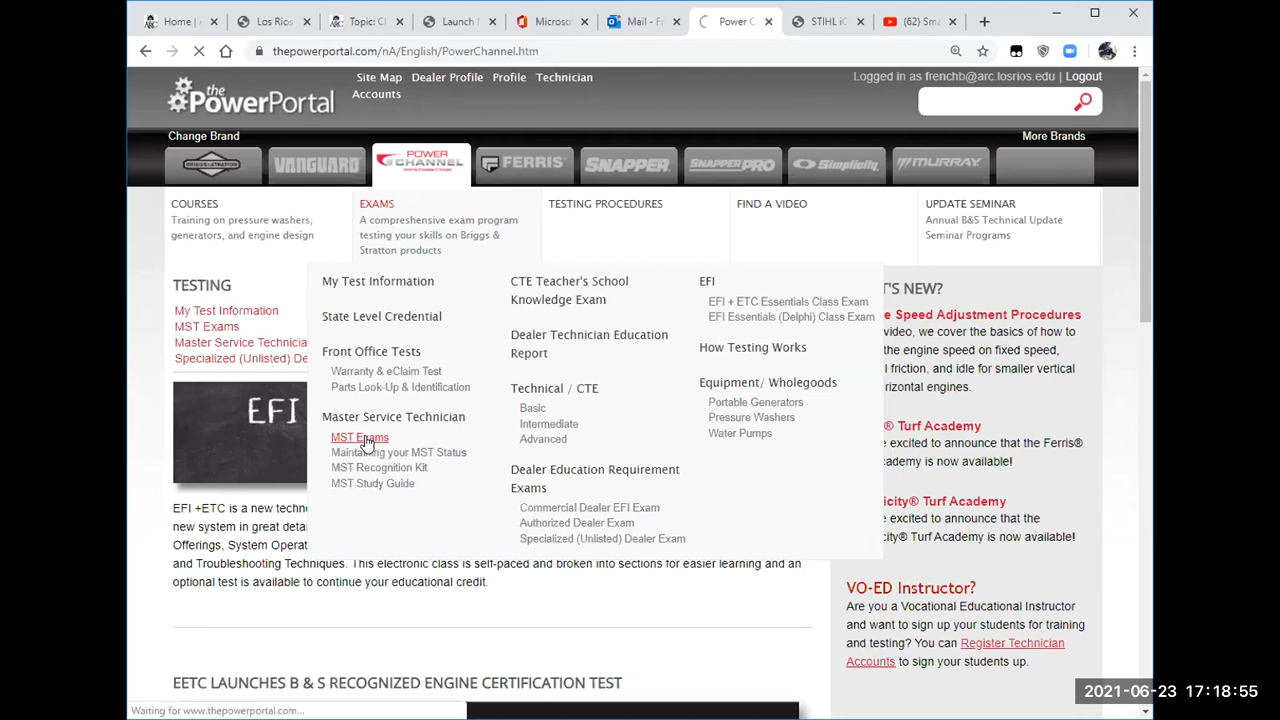 Home | A
Los Rios
Topic: Cl
Launch M
Microso
Mail - Fr
Power C
STIHL iC
(62) Sma
thepowerportal.com/nA/English/PowerChannel.htm
Site Map Dealer Profile Profile Technician
Accounts
Logged in as frenchb@arc.losrios.edu | Logout
the
PowerPortal
Change Brand
More Brands
BRIGGS & STRATTON
VANGUARD
POWER
CHANNEL
FERRIS
SNAPPER
SNAPPER PRO
Simplicity
MURRAY
COURSES
Training on pressure washers,
generators, and engine design
EXAMS
A comprehensive exam program
testing your skills on Briggs &
Stratton products
TESTING PROCEDURES
FIND A VIDEO
UPDATE SEMINAR
Annual B&S Technical Update
Seminar Programs
TESTING
My Test Information
MST Exams
Master Service Technicia
Specialized (Unlisted) De
EFI
My Test Information
State Level Credential
Front Office Tests
Warranty & eClaim Test
Parts Look-Up & Identification
Master Service Technician
MST Exams
Maintaining your MST Status
MST Recognition Kit
MST Study Guide
CTE Teacher's School
Knowledge Exam
Dealer Technician Education
Report
Technical / CTE
Basic
Intermediate
Advanced
Dealer Education Requirement
Exams
Commercial Dealer EFI Exam
Authorized Dealer Exam
Specialized (Unlisted) Dealer Exam
EFI
EFI + ETC Essentials Class Exam
EFI Essentials (Delphi) Class Exam
How Testing Works
Equipment/ Wholegoods
Portable Generators
Pressure Washers
Water Pumps
'S NEW?
e Speed Adjustment Procedures
video, we cover the basics of how to
the engine speed on fixed speed,
l friction, and idle for smaller vertical
rizontal engines.
® Turf Academy
e excited to announce that the Ferris®
cademy is now available!
icity® Turf Academy
e excited to announce that the
icity® Turf Academy is now available!
EFI +ETC is a new techn
new system in great detai
Offerings, System Operat
and Troubleshooting Techniques. This electronic class is self-paced and broken into sections for easier learning and an
optional test is available to continue your educational credit.
VO-ED Instructor?
Are you a Vocational Educational Instructor
and want to sign up your students for training
and testing? You can Register Technician
Accounts to sign your students up.
EETC LAUNCHES B & S RECOGNIZED ENGINE CERTIFICATION TEST
Waiting for www.thepowerportal.com...
2021-06-23 17:18:55